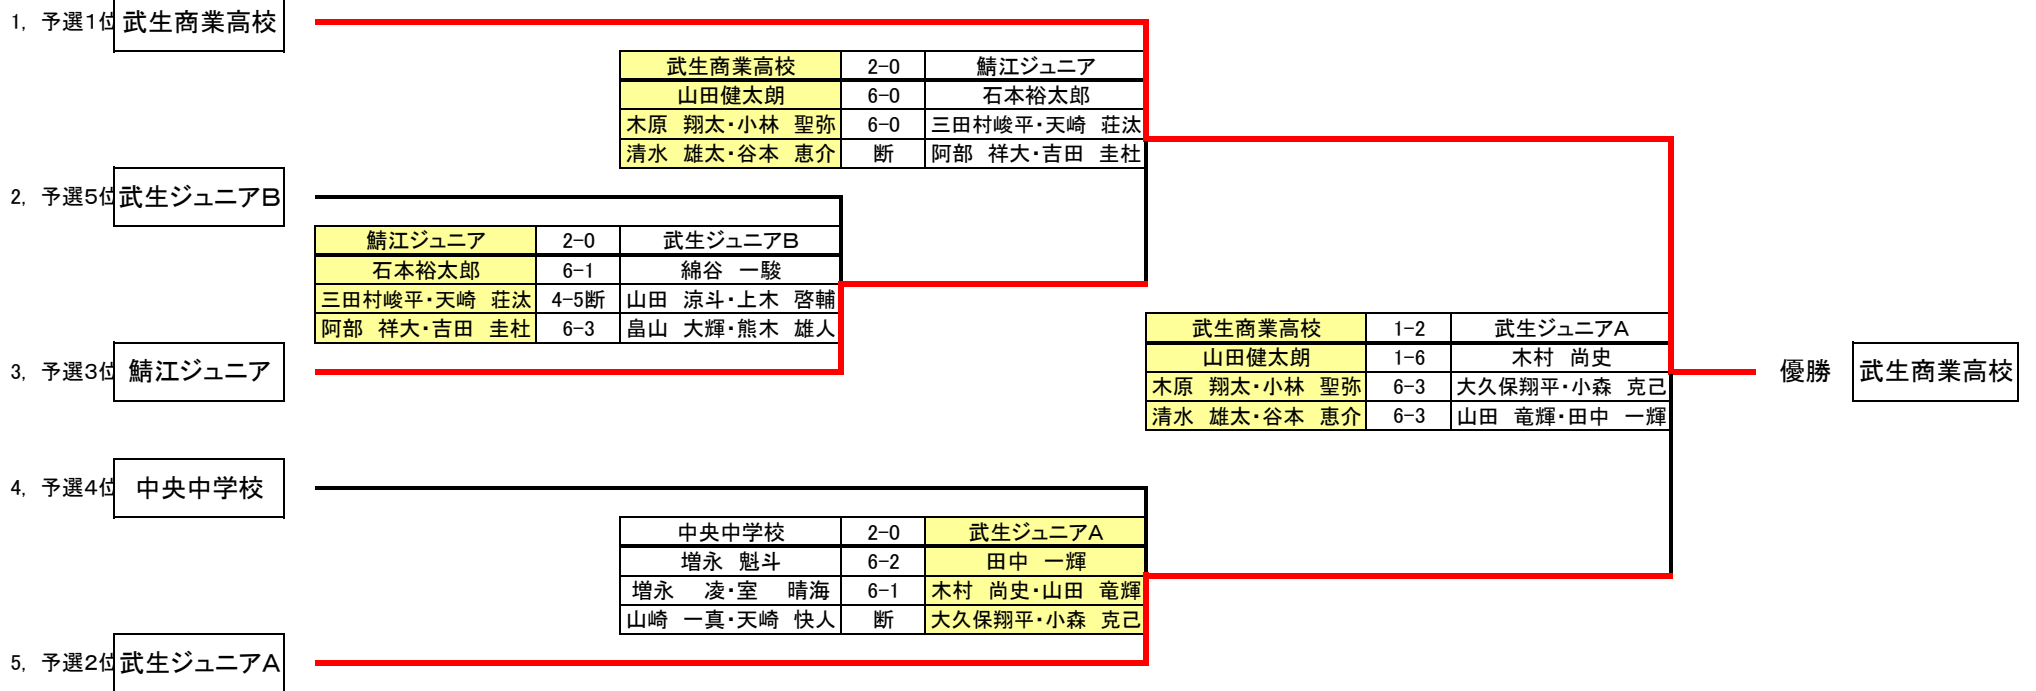 1, 予選1位 武生商業高校
武生商業高校 2-0 鯖江ジュニア
山田健太朗 6-0 石本裕太郎
木原 翔太・小林 聖弥 6-0 三田村峻平・天崎 荘汰
清水 雄太・谷本 恵介 断 阿部 祥大・吉田 圭杜
2, 予選5位 武生ジュニアB
鯖江ジュニア 2-0 武生ジュニアB
石本裕太郎 6-1 綿谷 一駿
三田村峻平・天崎 荘汰 4-5断 山田 涼斗・上木 啓輔
阿部 祥大・吉田 圭杜 6-3 畠山 大輝・熊木 雄人
3, 予選3位 鯖江ジュニア
武生商業高校 1-2 武生ジュニアA
山田健太朗 1-6 木村 尚史
木原 翔太・小林 聖弥 6-3 大久保翔平・小森 克己
清水 雄太・谷本 恵介 6-3 山田 竜輝・田中 一輝
優勝 武生商業高校
4, 予選4位 中央中学校
中央中学校 2-0 武生ジュニアA
増永 魁斗 6-2 田中 一輝
増永 凌・室 晴海 6-1 木村 尚史・山田 竜輝
山崎 一真・天崎 快人 断 大久保翔平・小森 克己
5, 予選2位 武生ジュニアA